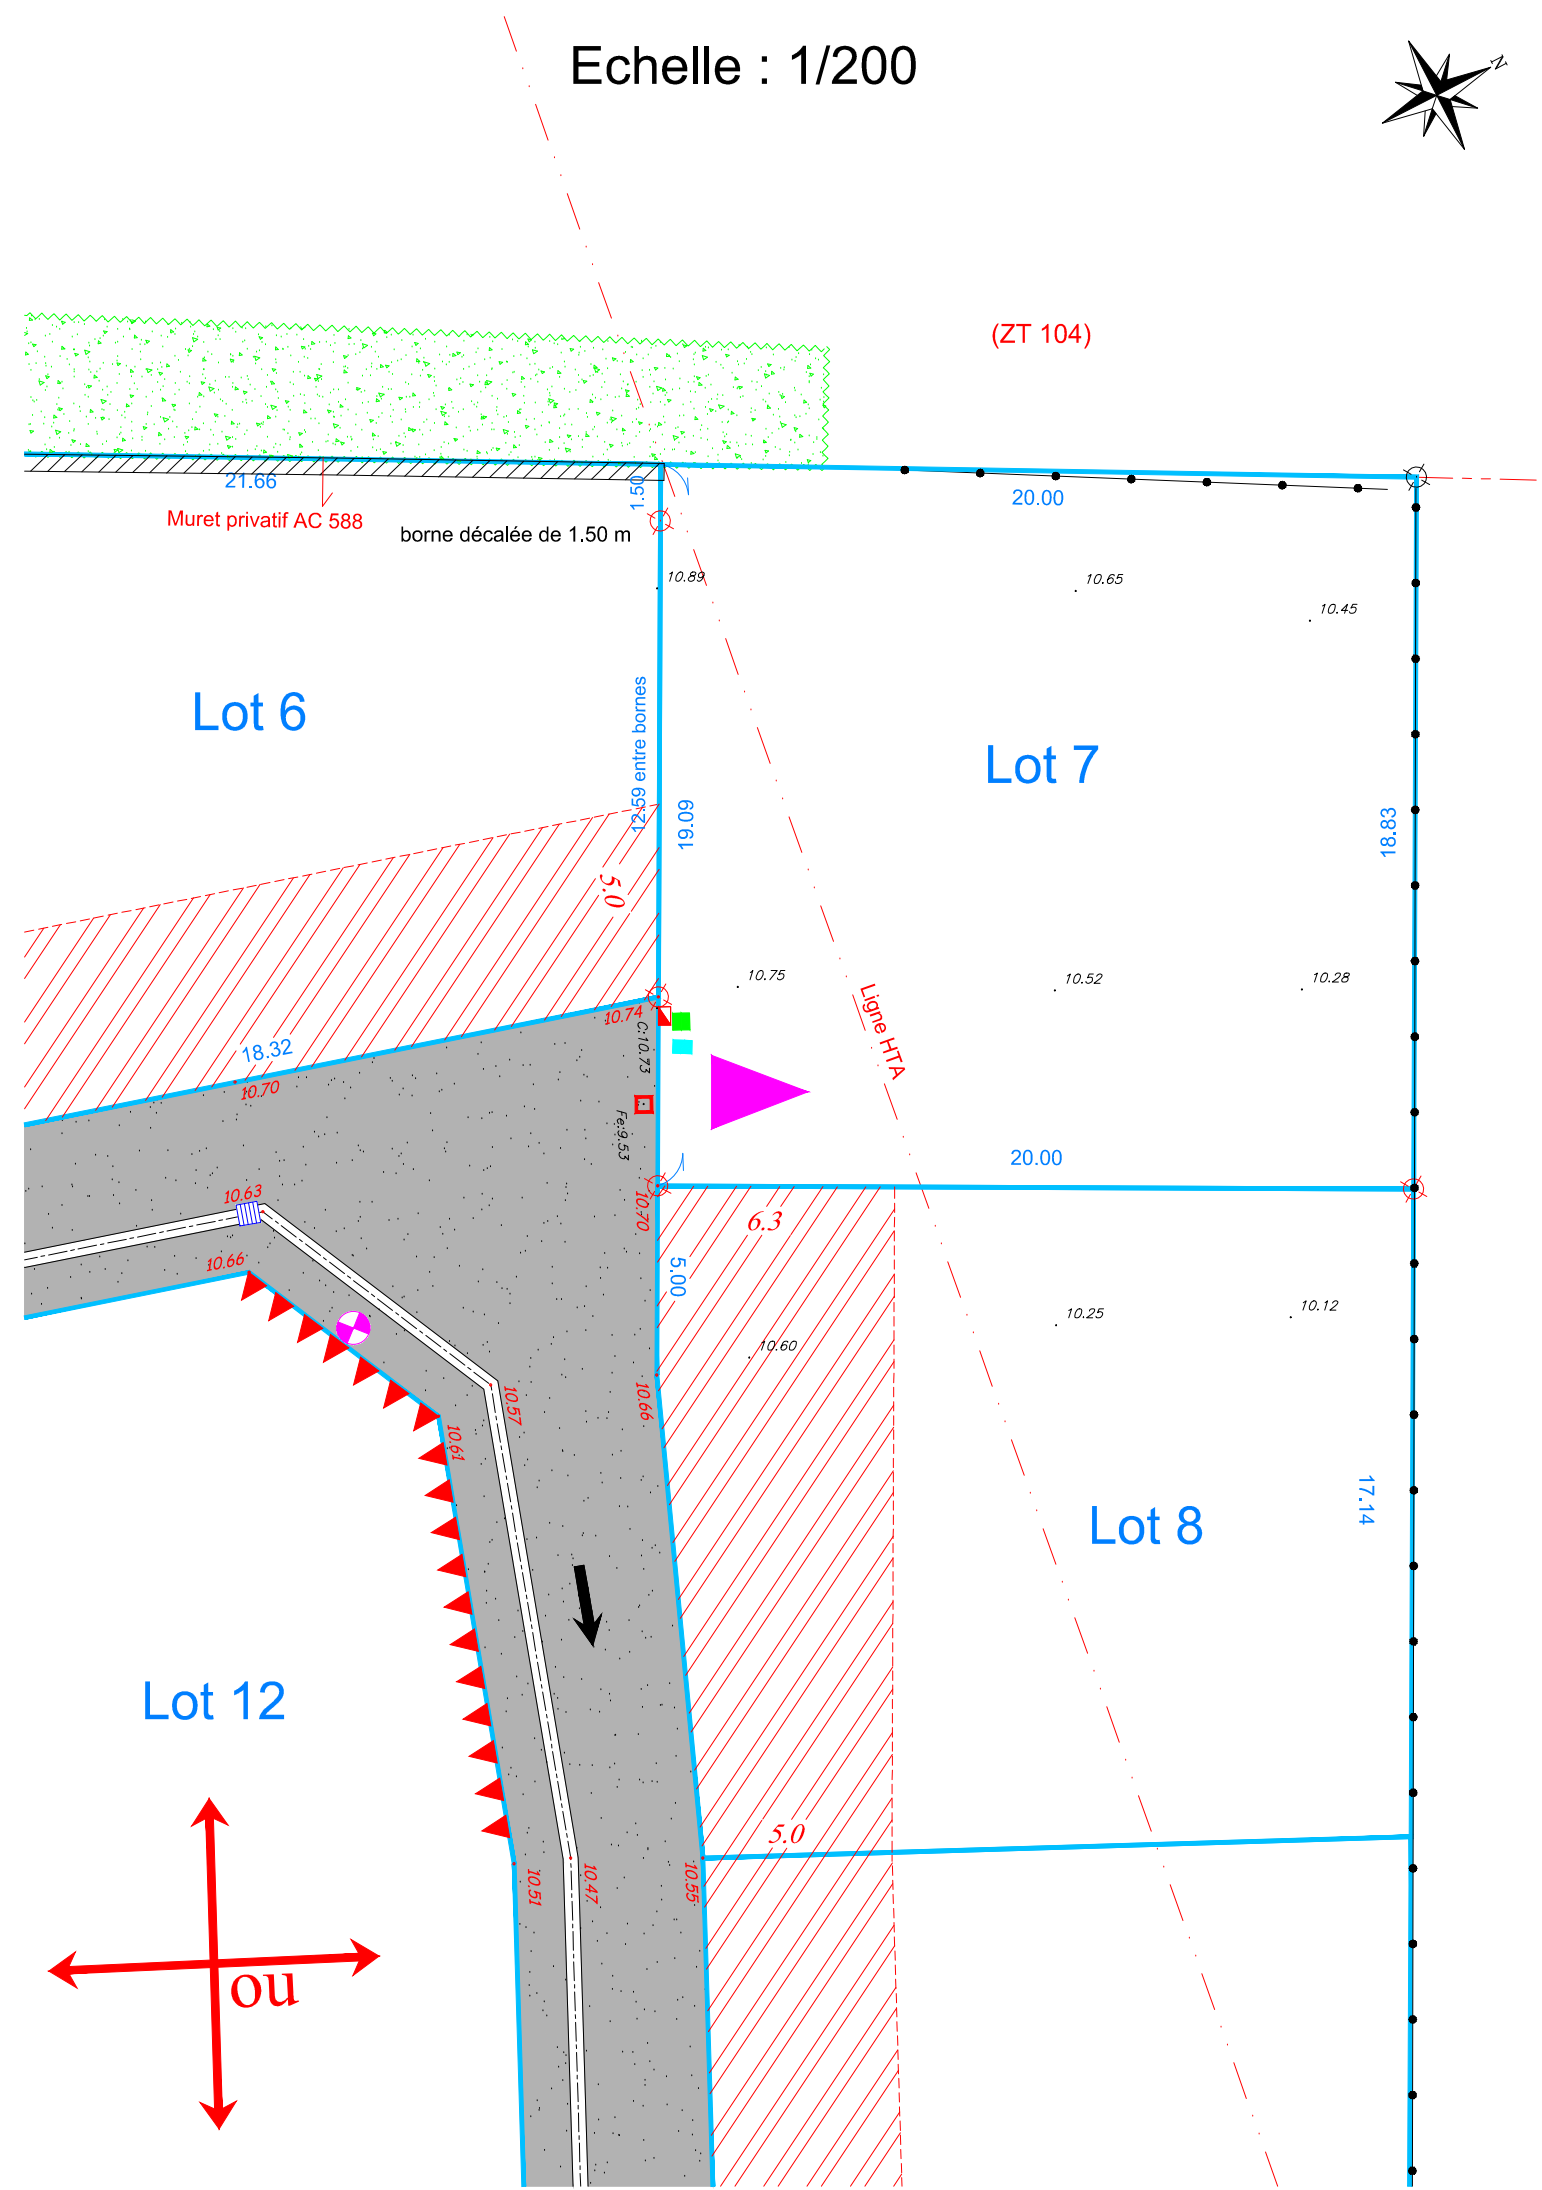 Echelle : 1/200
N
(ZT 104)
21.66
1.50
20.00
Muret privatif AC 588
borne décalée de 1.50 m
10.89
10.65
10.45
Lot 6
12.59 entre bornes
Lot 7
19.09
18.83
5.0
10.75
10.52
10.28
Ligne HTA
10.74
C:10.73
18.32
10.70
Fe:9.53
20.00
10.63
10.70
6.3
10.66
5.00
10.25
10.12
10.60
10.57
10.66
10.61
17.14
Lot 8
Lot 12
5.0
10.51
10.47
10.55
ou